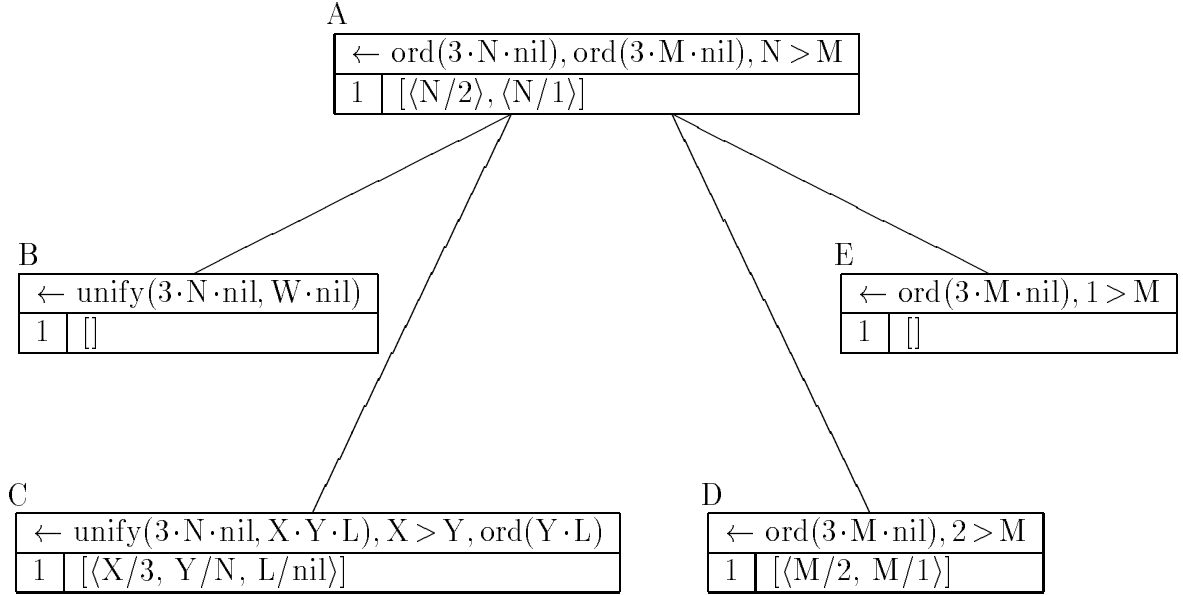 A
← ord(3·N·nil), ord(3·M·nil), N > M
1 [⟨N/2⟩, ⟨N/1⟩]
B
← unify(3·N·nil, W·nil)
1 []
E
← ord(3·M·nil), 1 > M
1 []
C
← unify(3·N·nil, X·Y·L), X > Y, ord(Y·L)
1 [⟨X/3, Y/N, L/nil⟩]
D
← ord(3·M·nil), 2 > M
1 [⟨M/2, M/1⟩]